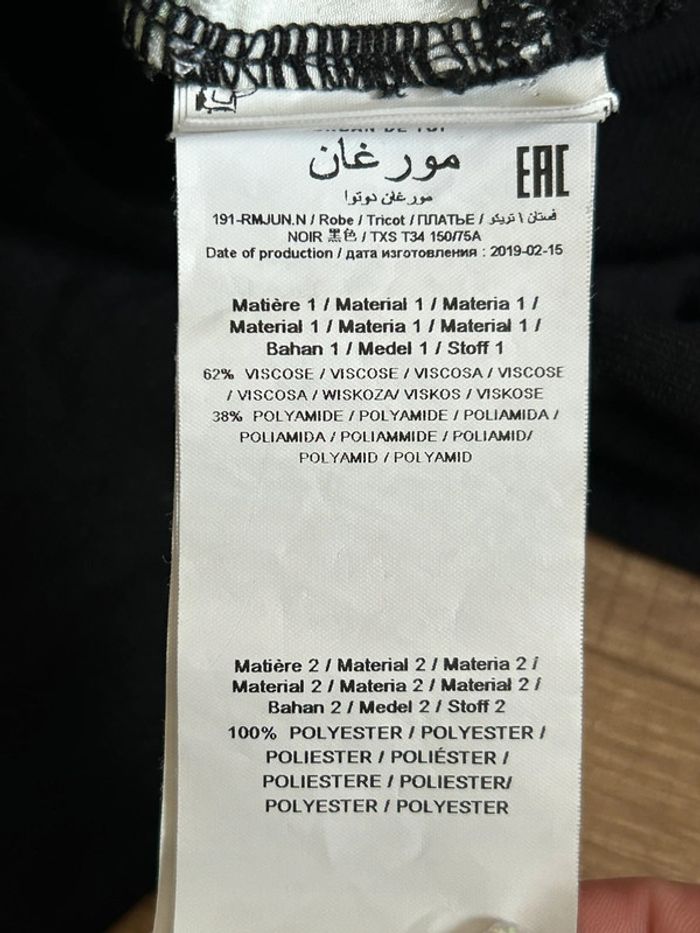 مورغان
EAC
مورغان دوتوا
191-RMJUN.N / Robe / Tricot / ПЛАТЬЕ / فستان \ تريكو
NOIR 黑色 / TXS T34 150/75A
Date of production / дата изготовления : 2019-02-15
Matière 1 / Material 1 / Materia 1 /
Material 1 / Materia 1 / Material 1 /
Bahan 1 / Medel 1 / Stoff 1
62% VISCOSE / VISCOSE / VISCOSA / VISCOSE
/ VISCOSA / WISKOZA/ VISKOS / VISKOSE
38% POLYAMIDE / POLYAMIDE / POLIAMIDA /
POLIAMIDA / POLIAMMIDE / POLIAMID/
POLYAMID / POLYAMID
Matière 2 / Material 2 / Materia 2 /
Material 2 / Materia 2 / Material 2 /
Bahan 2 / Medel 2 / Stoff 2
100% POLYESTER / POLYESTER /
POLIESTER / POLIÉSTER /
POLIESTERE / POLIESTER/
POLYESTER / POLYESTER